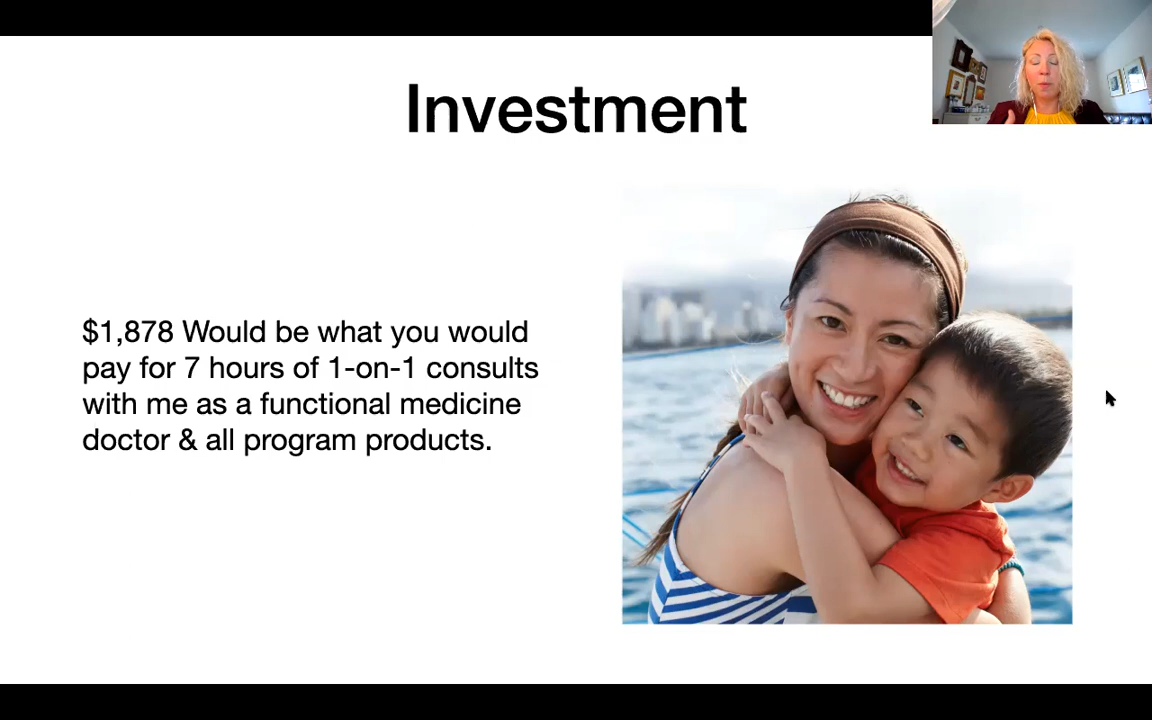 Investment
$1,878 Would be what you would
pay for 7 hours of 1-on-1 consults
with me as a functional medicine
doctor & all program products.